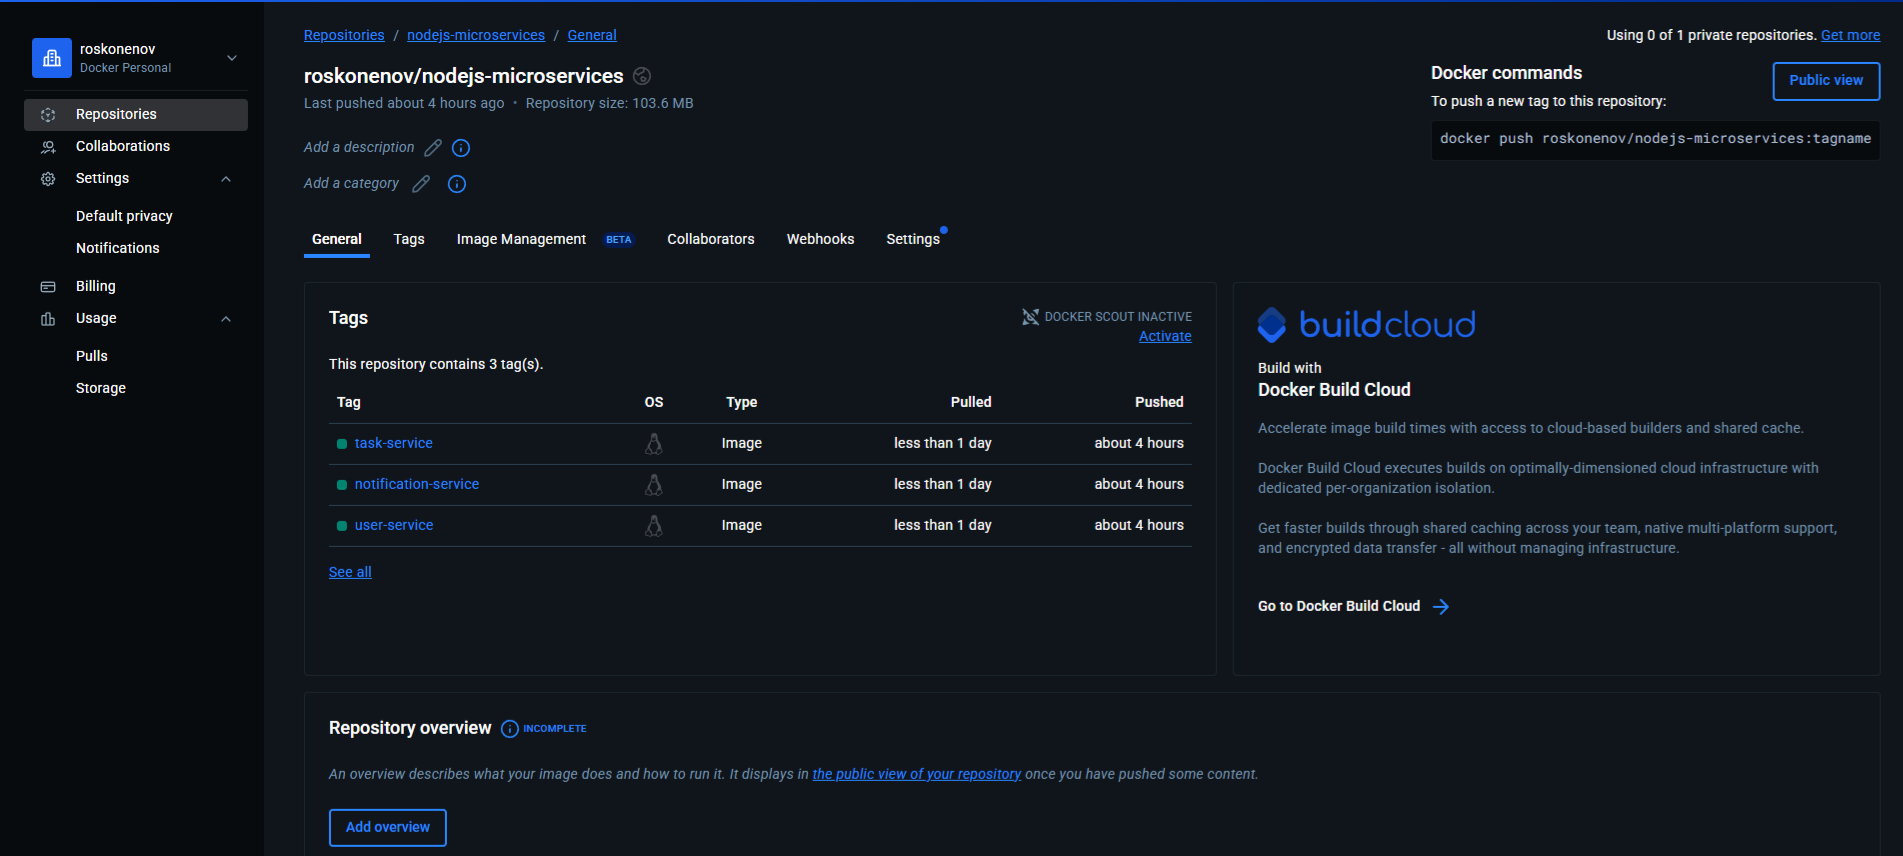 roskonenov
Docker Personal
Repositories
Collaborations
Settings
Default privacy
Notifications
Billing
Usage
Pulls
Storage
Repositories / nodejs-microservices / General
Using 0 of 1 private repositories. Get more
roskonenov/nodejs-microservices
Last pushed about 4 hours ago • Repository size: 103.6 MB
Add a description
Add a category
Docker commands
Public view
To push a new tag to this repository:
docker push roskonenov/nodejs-microservices:tagname
General Tags Image Management BETA Collaborators Webhooks Settings
Tags
DOCKER SCOUT INACTIVE
Activate
This repository contains 3 tag(s).
Tag OS Type Pulled Pushed
task-service Image less than 1 day about 4 hours
notification-service Image less than 1 day about 4 hours
user-service Image less than 1 day about 4 hours
See all
buildcloud
Build with
Docker Build Cloud
Accelerate image build times with access to cloud-based builders and shared cache.
Docker Build Cloud executes builds on optimally-dimensioned cloud infrastructure with
dedicated per-organization isolation.
Get faster builds through shared caching across your team, native multi-platform support,
and encrypted data transfer - all without managing infrastructure.
Go to Docker Build Cloud
Repository overview INCOMPLETE
An overview describes what your image does and how to run it. It displays in the public view of your repository once you have pushed some content.
Add overview